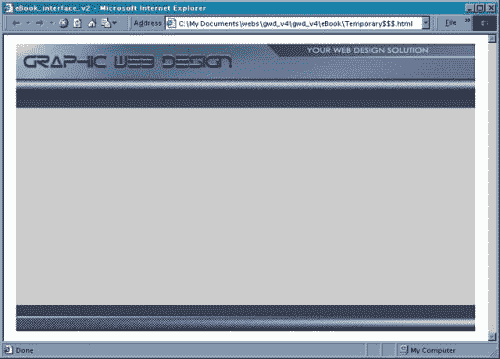 eBook_interface_v2 - Microsoft Internet Explorer
Address C:\My Documents\webs\gwd_v4\gwd_v4\eBook\Temporary$$$.html File »
YOUR WEB DESIGN SOLUTION
GRAPHIC WEB DESIGN
Done My Computer